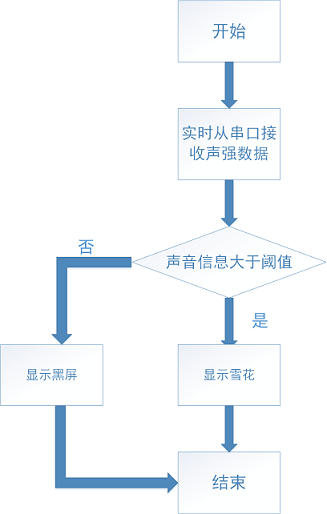 开始
实时从串口接
收声强数据
声音信息大于阈值
否
是
显示黑屏
显示雪花
结束